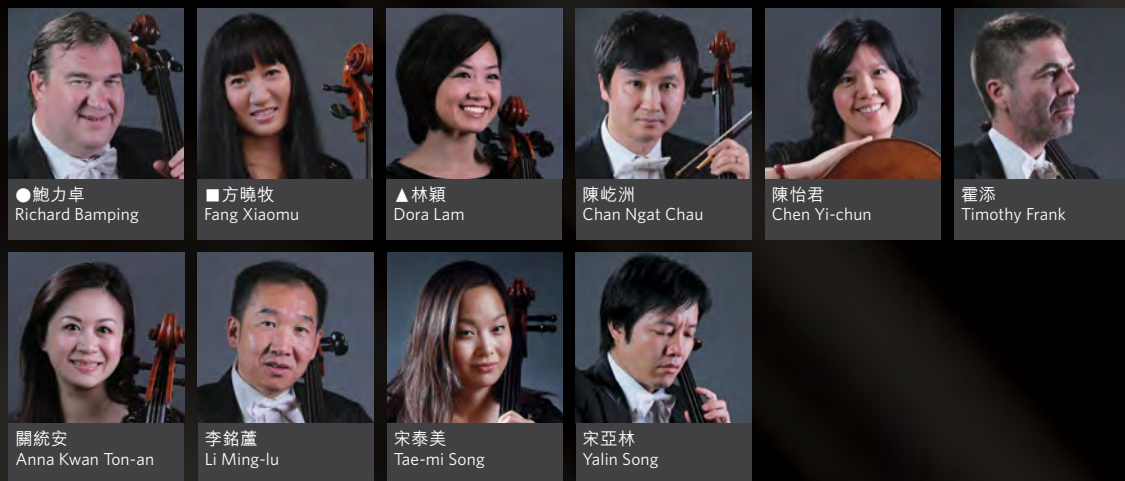 ●鮑力卓
Richard Bamping
■方曉牧
Fang Xiaomu
▲林穎
Dora Lam
陳屹洲
Chan Ngat Chau
陳怡君
Chen Yi-chun
霍添
Timothy Frank
關統安
Anna Kwan Ton-an
李銘蘆
Li Ming-lu
宋泰美
Tae-mi Song
宋亞林
Yalin Song